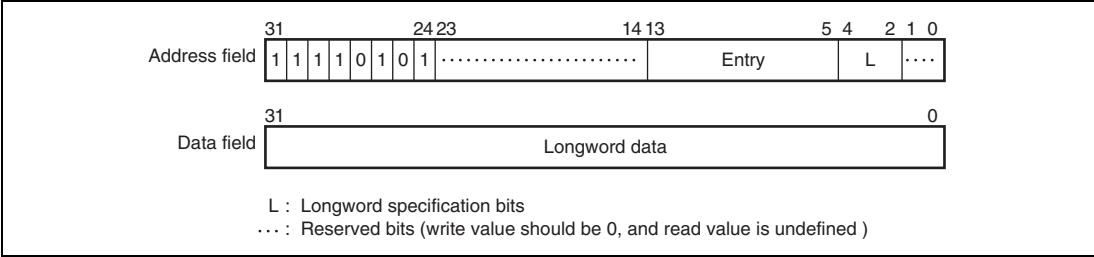 31 24 23 14 13 5 4 2 1 0
Address field 1 1 1 1 0 1 0 1 ........................ Entry L ....
31 0
Data field Longword data
L : Longword specification bits
... : Reserved bits (write value should be 0, and read value is undefined )